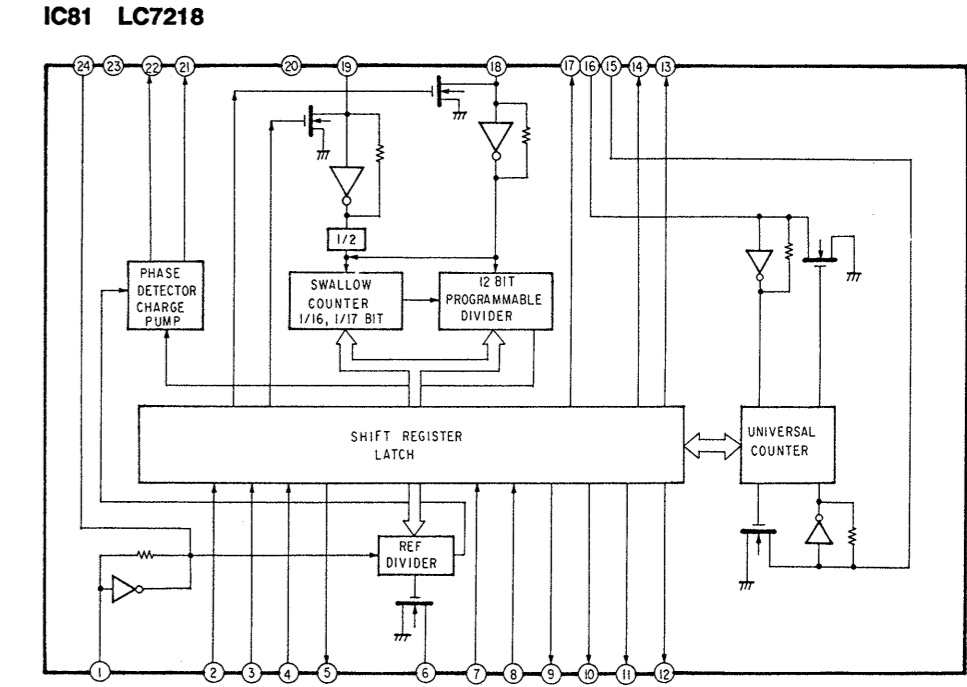 IC81 LC7218
24 23 22 21 20 19 18 17 16 15 14 13
1/2
PHASE
DETECTOR
CHARGE
PUMP
SWALLOW
COUNTER
1/16, 1/17 BIT
12 BIT
PROGRAMMABLE
DIVIDER
SHIFT REGISTER
LATCH
UNIVERSAL
COUNTER
REF
DIVIDER
1 2 3 4 5 6 7 8 9 10 11 12